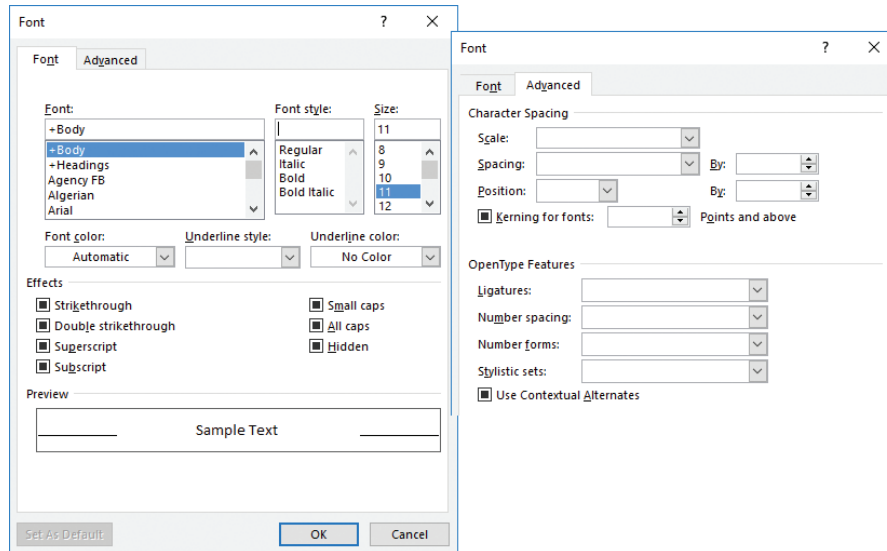 Font ? ×
Font Advanced
Font: Font style: Size:
+Body 11
+Body Regular 8
+Headings Italic 9
Agency FB Bold 10
Algerian Bold Italic 11
Arial 12
Font color: Underline style: Underline color:
Automatic No Color
Effects
Strikethrough Small caps
Double strikethrough All caps
Superscript Hidden
Subscript
Preview
Sample Text
Set As Default OK Cancel
Font ? ×
Font Advanced
Character Spacing
Scale:
Spacing: By:
Position: By:
Kerning for fonts: Points and above
OpenType Features
Ligatures:
Number spacing:
Number forms:
Stylistic sets:
Use Contextual Alternates